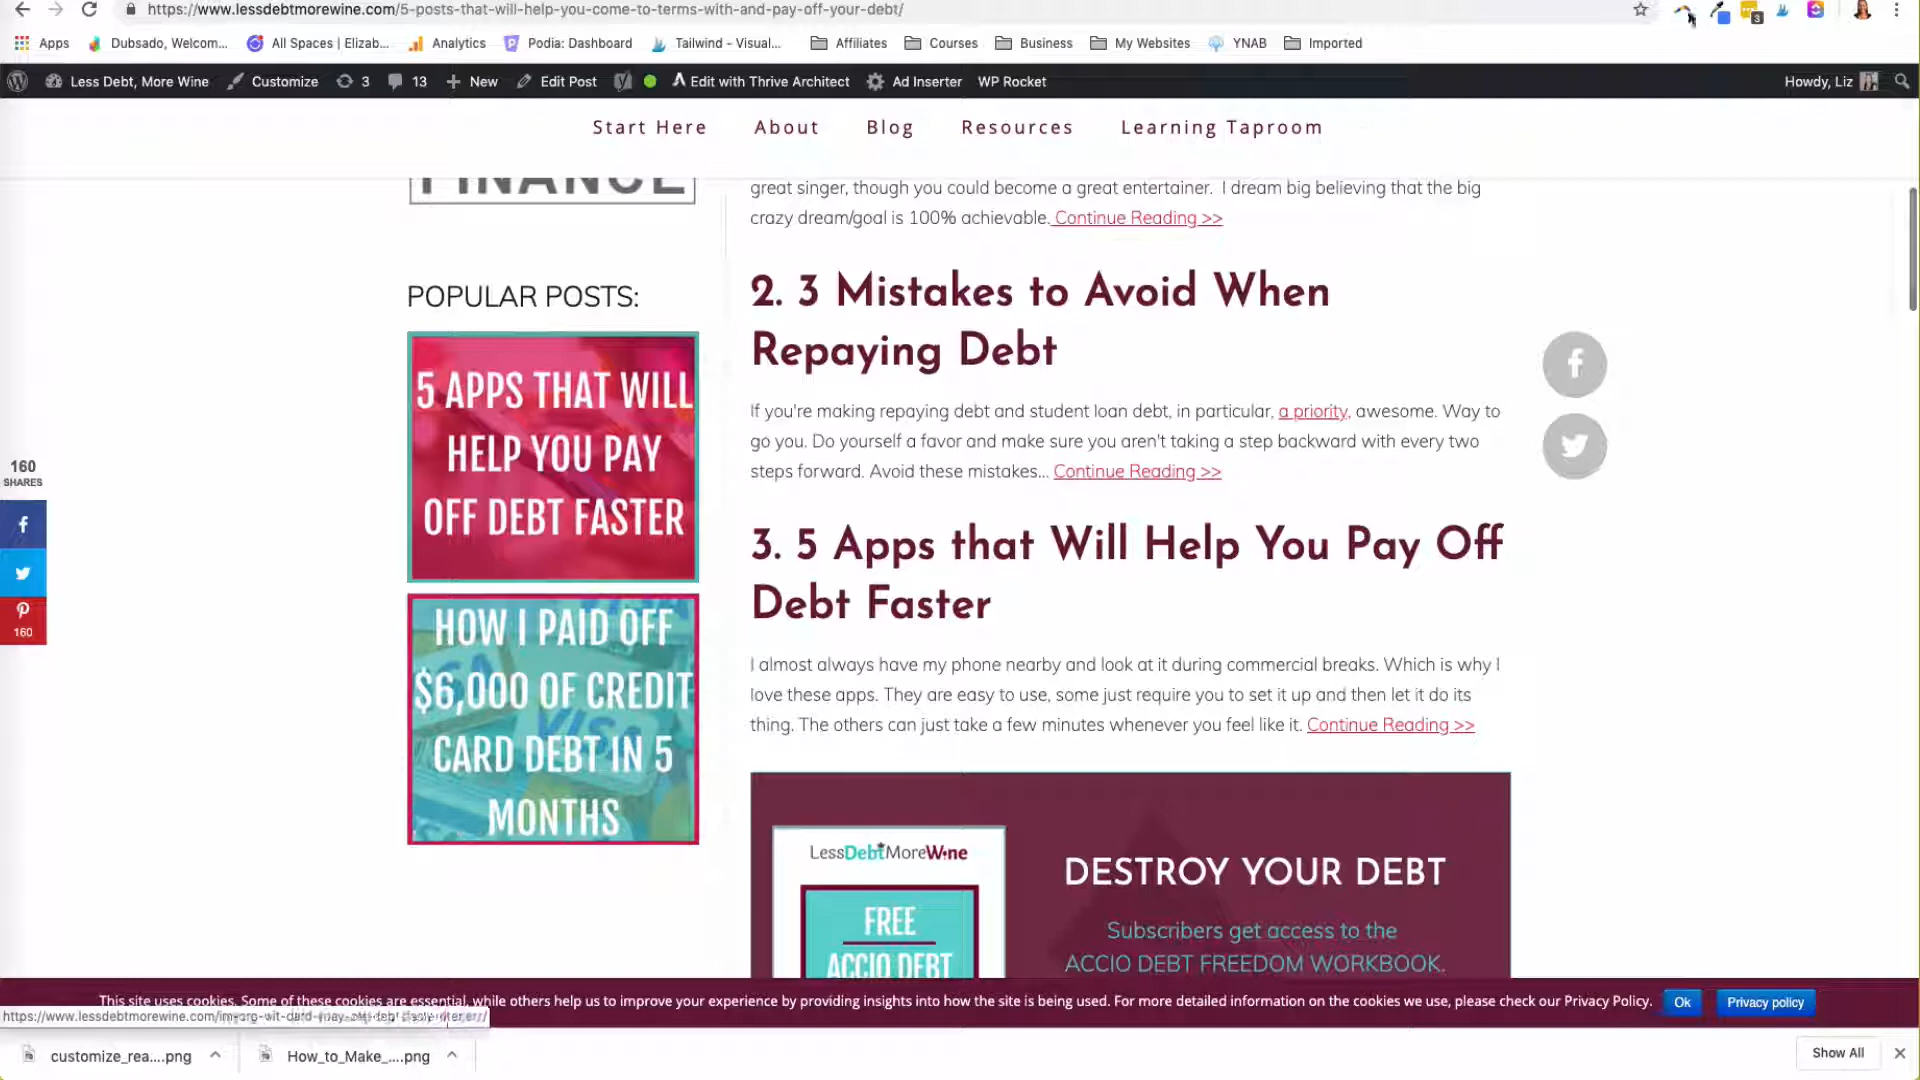 https://www.lessdebtmorewine.com/5-posts-that-will-help-you-come-to-terms-with-and-pay-off-your-debt/
3
Apps
Dubsado, Welcom...
All Spaces | Elizab...
Analytics
Podia: Dashboard
Tailwind - Visual...
Affiliates
Courses
Business
My Websites
YNAB
Imported
Less Debt, More Wine
Customize
3
13
New
Edit Post
Edit with Thrive Architect
Ad Inserter
WP Rocket
Howdy, Liz
Start Here
About
Blog
Resources
Learning Taproom
FINANCE
great singer, though you could become a great entertainer. I dream big believing that the big
crazy dream/goal is 100% achievable. Continue Reading >>
2. 3 Mistakes to Avoid When
Repaying Debt
If you're making repaying debt and student loan debt, in particular, a priority, awesome. Way to
go you. Do yourself a favor and make sure you aren't taking a step backward with every two
steps forward. Avoid these mistakes... Continue Reading >>
3. 5 Apps that Will Help You Pay Off
Debt Faster
I almost always have my phone nearby and look at it during commercial breaks. Which is why I
love these apps. They are easy to use, some just require you to set it up and then let it do its
thing. The others can just take a few minutes whenever you feel like it. Continue Reading >>
POPULAR POSTS:
5 APPS THAT WILL
HELP YOU PAY
OFF DEBT FASTER
HOW I PAID OFF
$6,000 OF CREDIT
CARD DEBT IN 5
MONTHS
VISA
160
SHARES
160
LessDebtMoreWine
FREE
ACCIO DEBT
DESTROY YOUR DEBT
Subscribers get access to the
ACCIO DEBT FREEDOM WORKBOOK.
This site uses cookies. Some of these cookies are essential, while others help us to improve your experience by providing insights into how the site is being used. For more detailed information on the cookies we use, please check our Privacy Policy.
Ok
Privacy policy
https://www.lessdebtmorewine.com/
customize_rea....png
How_to_Make_....png
Show All